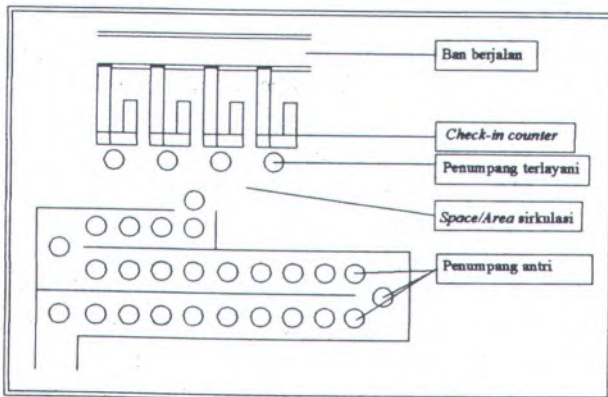 Ban berjalan
Check-in counter
Penumpang terlayani
Space/Area sirkulasi
Penumpang antri